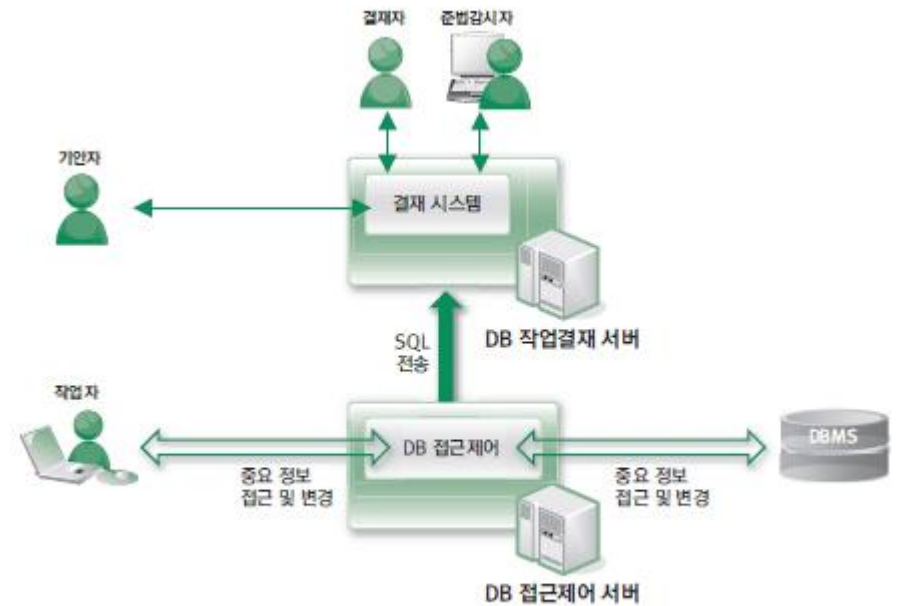 결재자
준법감시자
기안자
결재 시스템
DB 작업결재 서버
SQL
전송
작업자
DB 접근제어
DBMS
중요 정보
접근 및 변경
중요 정보
접근 및 변경
DB 접근제어 서버